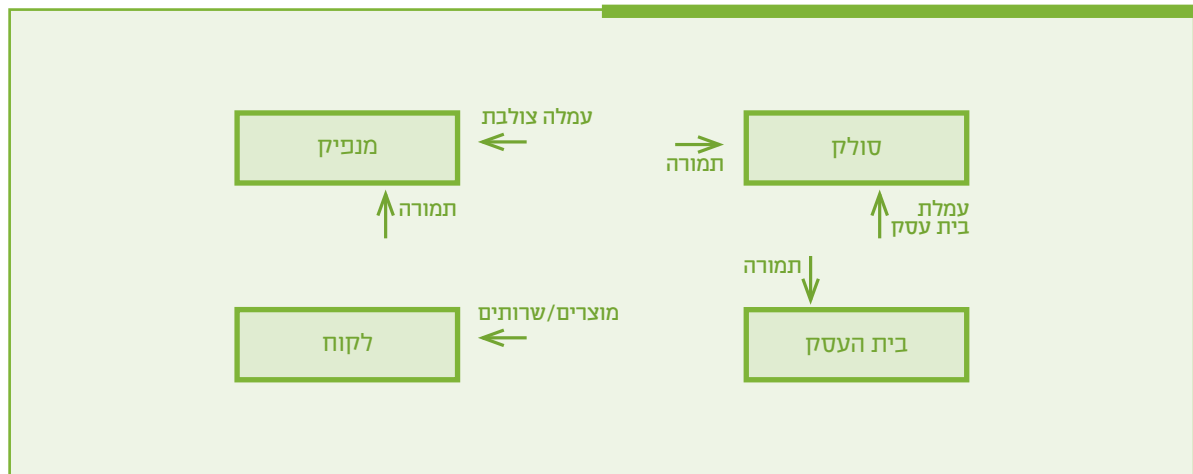 עמלה צולבת
סולק
מנפיק
תמורה
עמלת
בית עסק
תמורה
תמורה
מוצרים/שרותים
בית העסק
לקוח